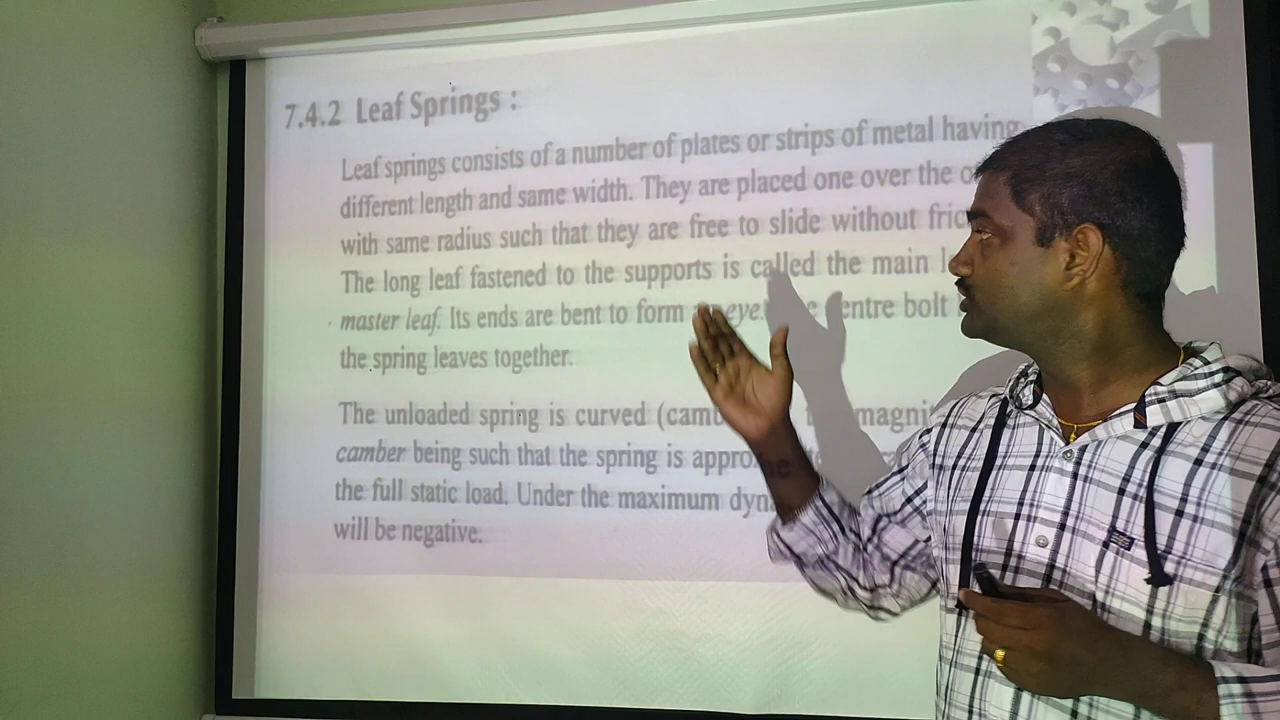 7.4.2 Leaf Springs :
Leaf springs consists of a number of plates or strips of metal having
different length and same width. They are placed one over the
with same radius such that they are free to slide without
The long leaf fastened to the supports is called the main
master leaf. Its ends are bent to form eye. centre bolt
the spring leaves together.
The unloaded spring is curved
camber being such that the spring is
the full static load. Under the maximum
will be negative.